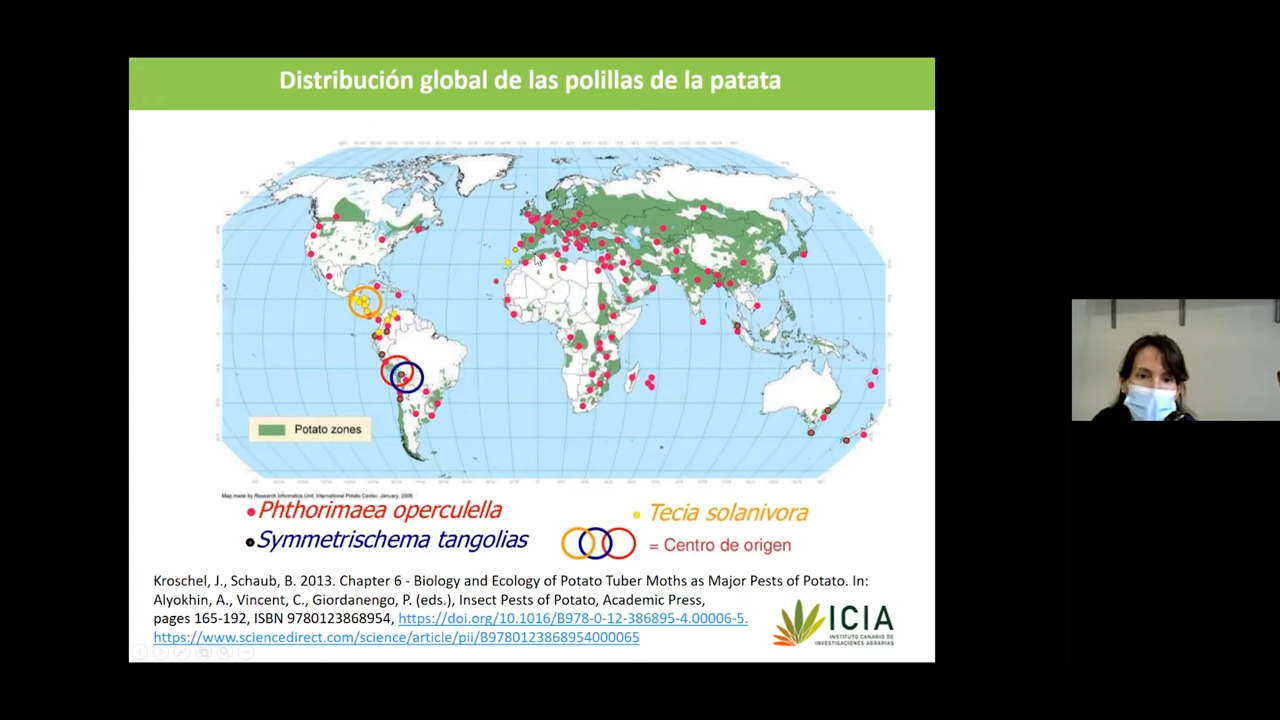 Distribución global de las polillas de la patata
Potato zones
Map made by Research Informatics Unit, International Potato Center, January, 2006
Phthorimaea operculella
Tecia solanivora
Symmetrischema tangolias
= Centro de origen
Kroschel, J., Schaub, B. 2013. Chapter 6 - Biology and Ecology of Potato Tuber Moths as Major Pests of Potato. In:
Alyokhin, A., Vincent, C., Giordanengo, P. (eds.), Insect Pests of Potato, Academic Press,
pages 165-192, ISBN 9780123868954, https://doi.org/10.1016/B978-0-12-386895-4.00006-5.
https://www.sciencedirect.com/science/article/pii/B9780123868954000065
ICIA
INSTITUTO CANARIO DE
INVESTIGACIONES AGRARIAS